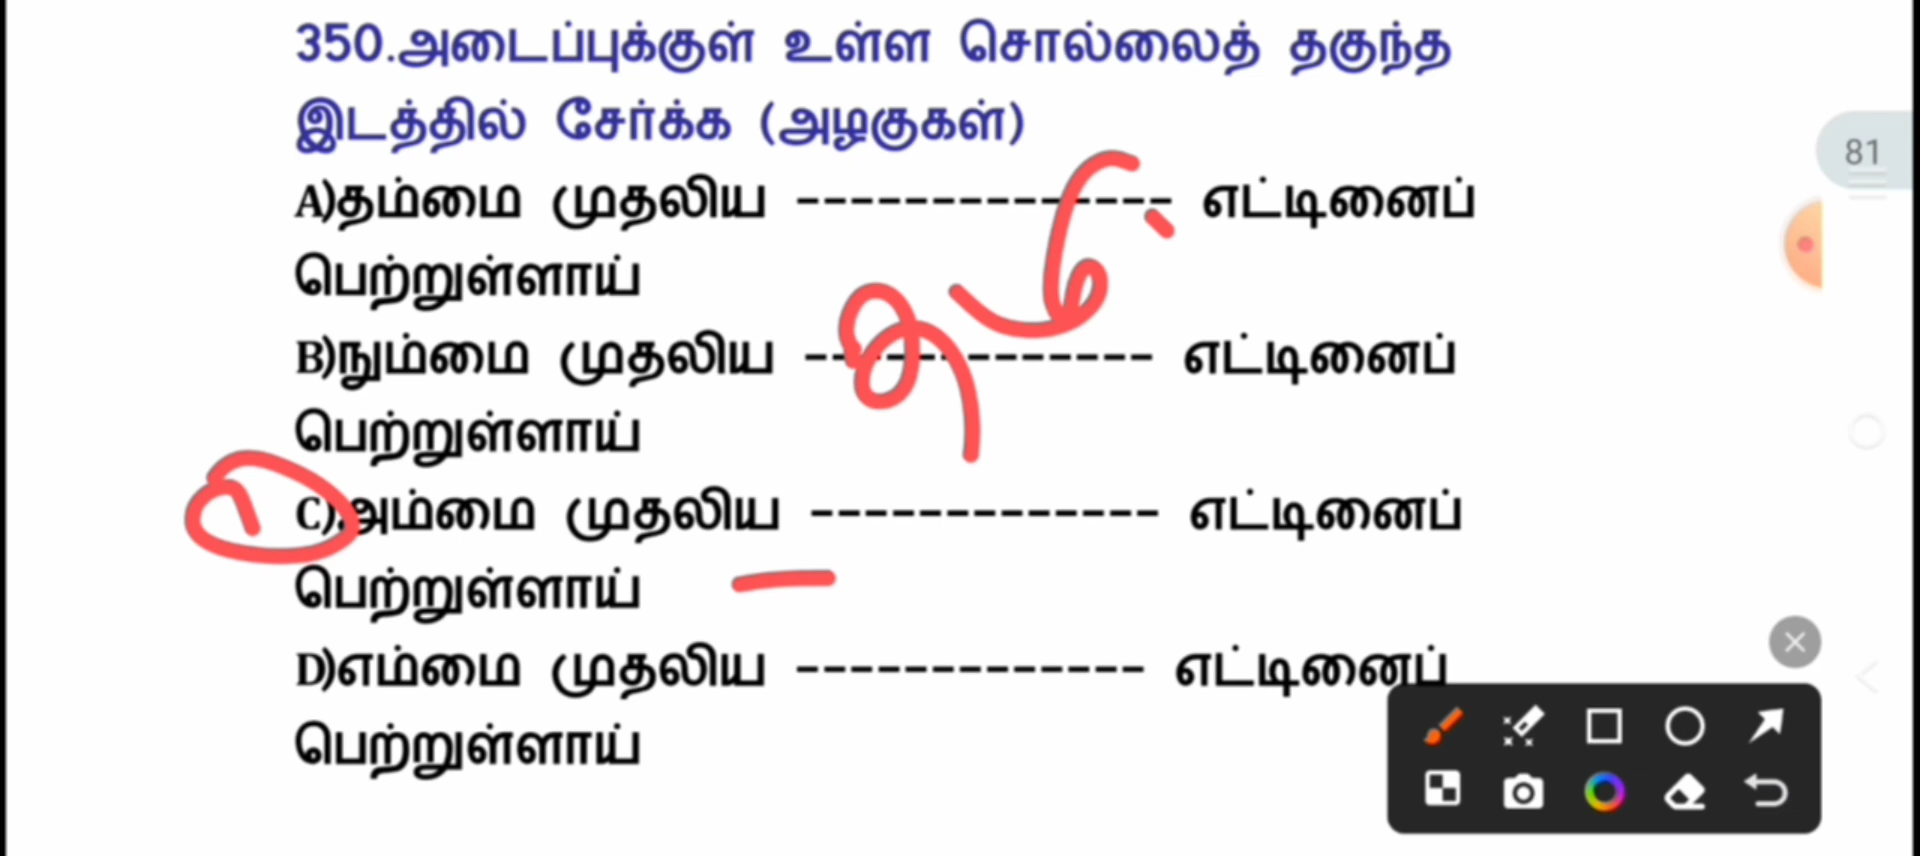 350.அடைப்புக்குள் உள்ள சொல்லைத் தகுந்த
இடத்தில் சேர்க்க (அழகுகள்)
A)தம்மை முதலிய -------------- எட்டினைப்
பெற்றுள்ளாய்
B)நும்மை முதலிய ------------- எட்டினைப்
பெற்றுள்ளாய்
C)அம்மை முதலிய ------------- எட்டினைப்
பெற்றுள்ளாய்
D)எம்மை முதலிய ------------- எட்டினைப்
பெற்றுள்ளாய்
81